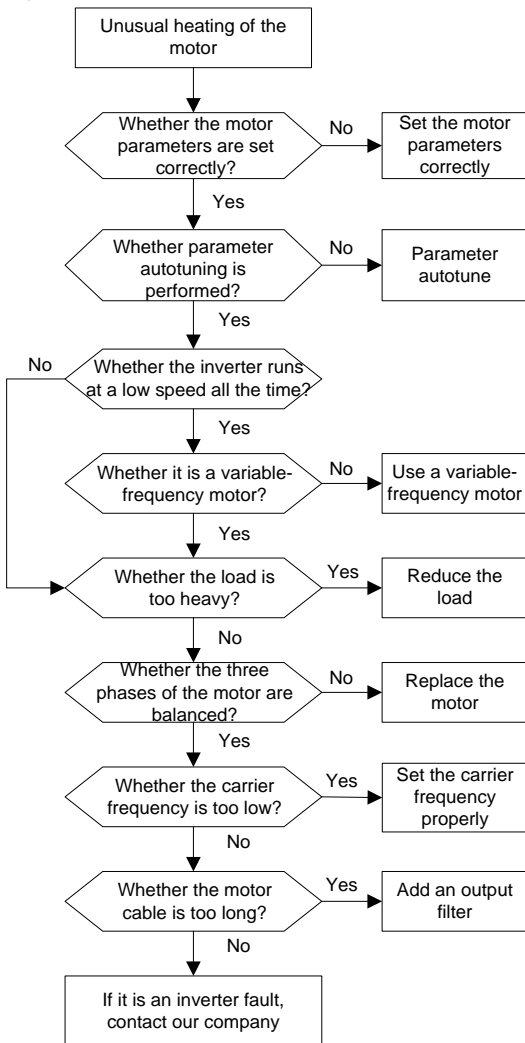 Unusual heating of the
motor
Whether the motor
parameters are set
correctly?
No
Set the motor
parameters
correctly
Yes
Whether parameter
autotuning is
performed?
No
Parameter
autotune
Yes
No
Whether the inverter runs
at a low speed all the time?
Yes
Whether it is a variable-
frequency motor?
No
Use a variable-
frequency motor
Yes
Whether the load is
too heavy?
Yes
Reduce the
load
No
Whether the three
phases of the motor are
balanced?
No
Replace the
motor
Yes
Whether the carrier
frequency is too low?
Yes
Set the carrier
frequency
properly
No
Whether the motor
cable is too long?
Yes
Add an output
filter
No
If it is an inverter fault,
contact our company